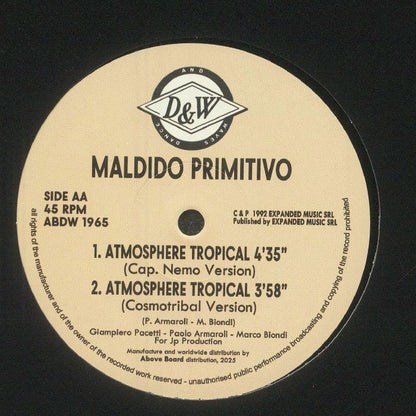 DANCE AND WAVES
D&W
MALDIDO PRIMITIVO
SIDE AA
45 RPM
ABDW 1965
C & P 1992 EXPANDED MUSIC SRL
Published by EXPANDED MUSIC SRL
1. ATMOSPHERE TROPICAL 4'35"
(Cap. Nemo Version)
2. ATMOSPHERE TROPICAL 3'58"
(Cosmotribal Version)
(P. Armaroli - M. Biondi)
Giampiero Pacetti - Paolo Armaroli - Marco Biondi
For Jp Production
Manufacture and worldwide distribution by
Above Board distribution, 2025
all rights of the manufacturer and of the owner of the recorded work reserved - unauthorised public performance broadcasting and copying of the record prohibited